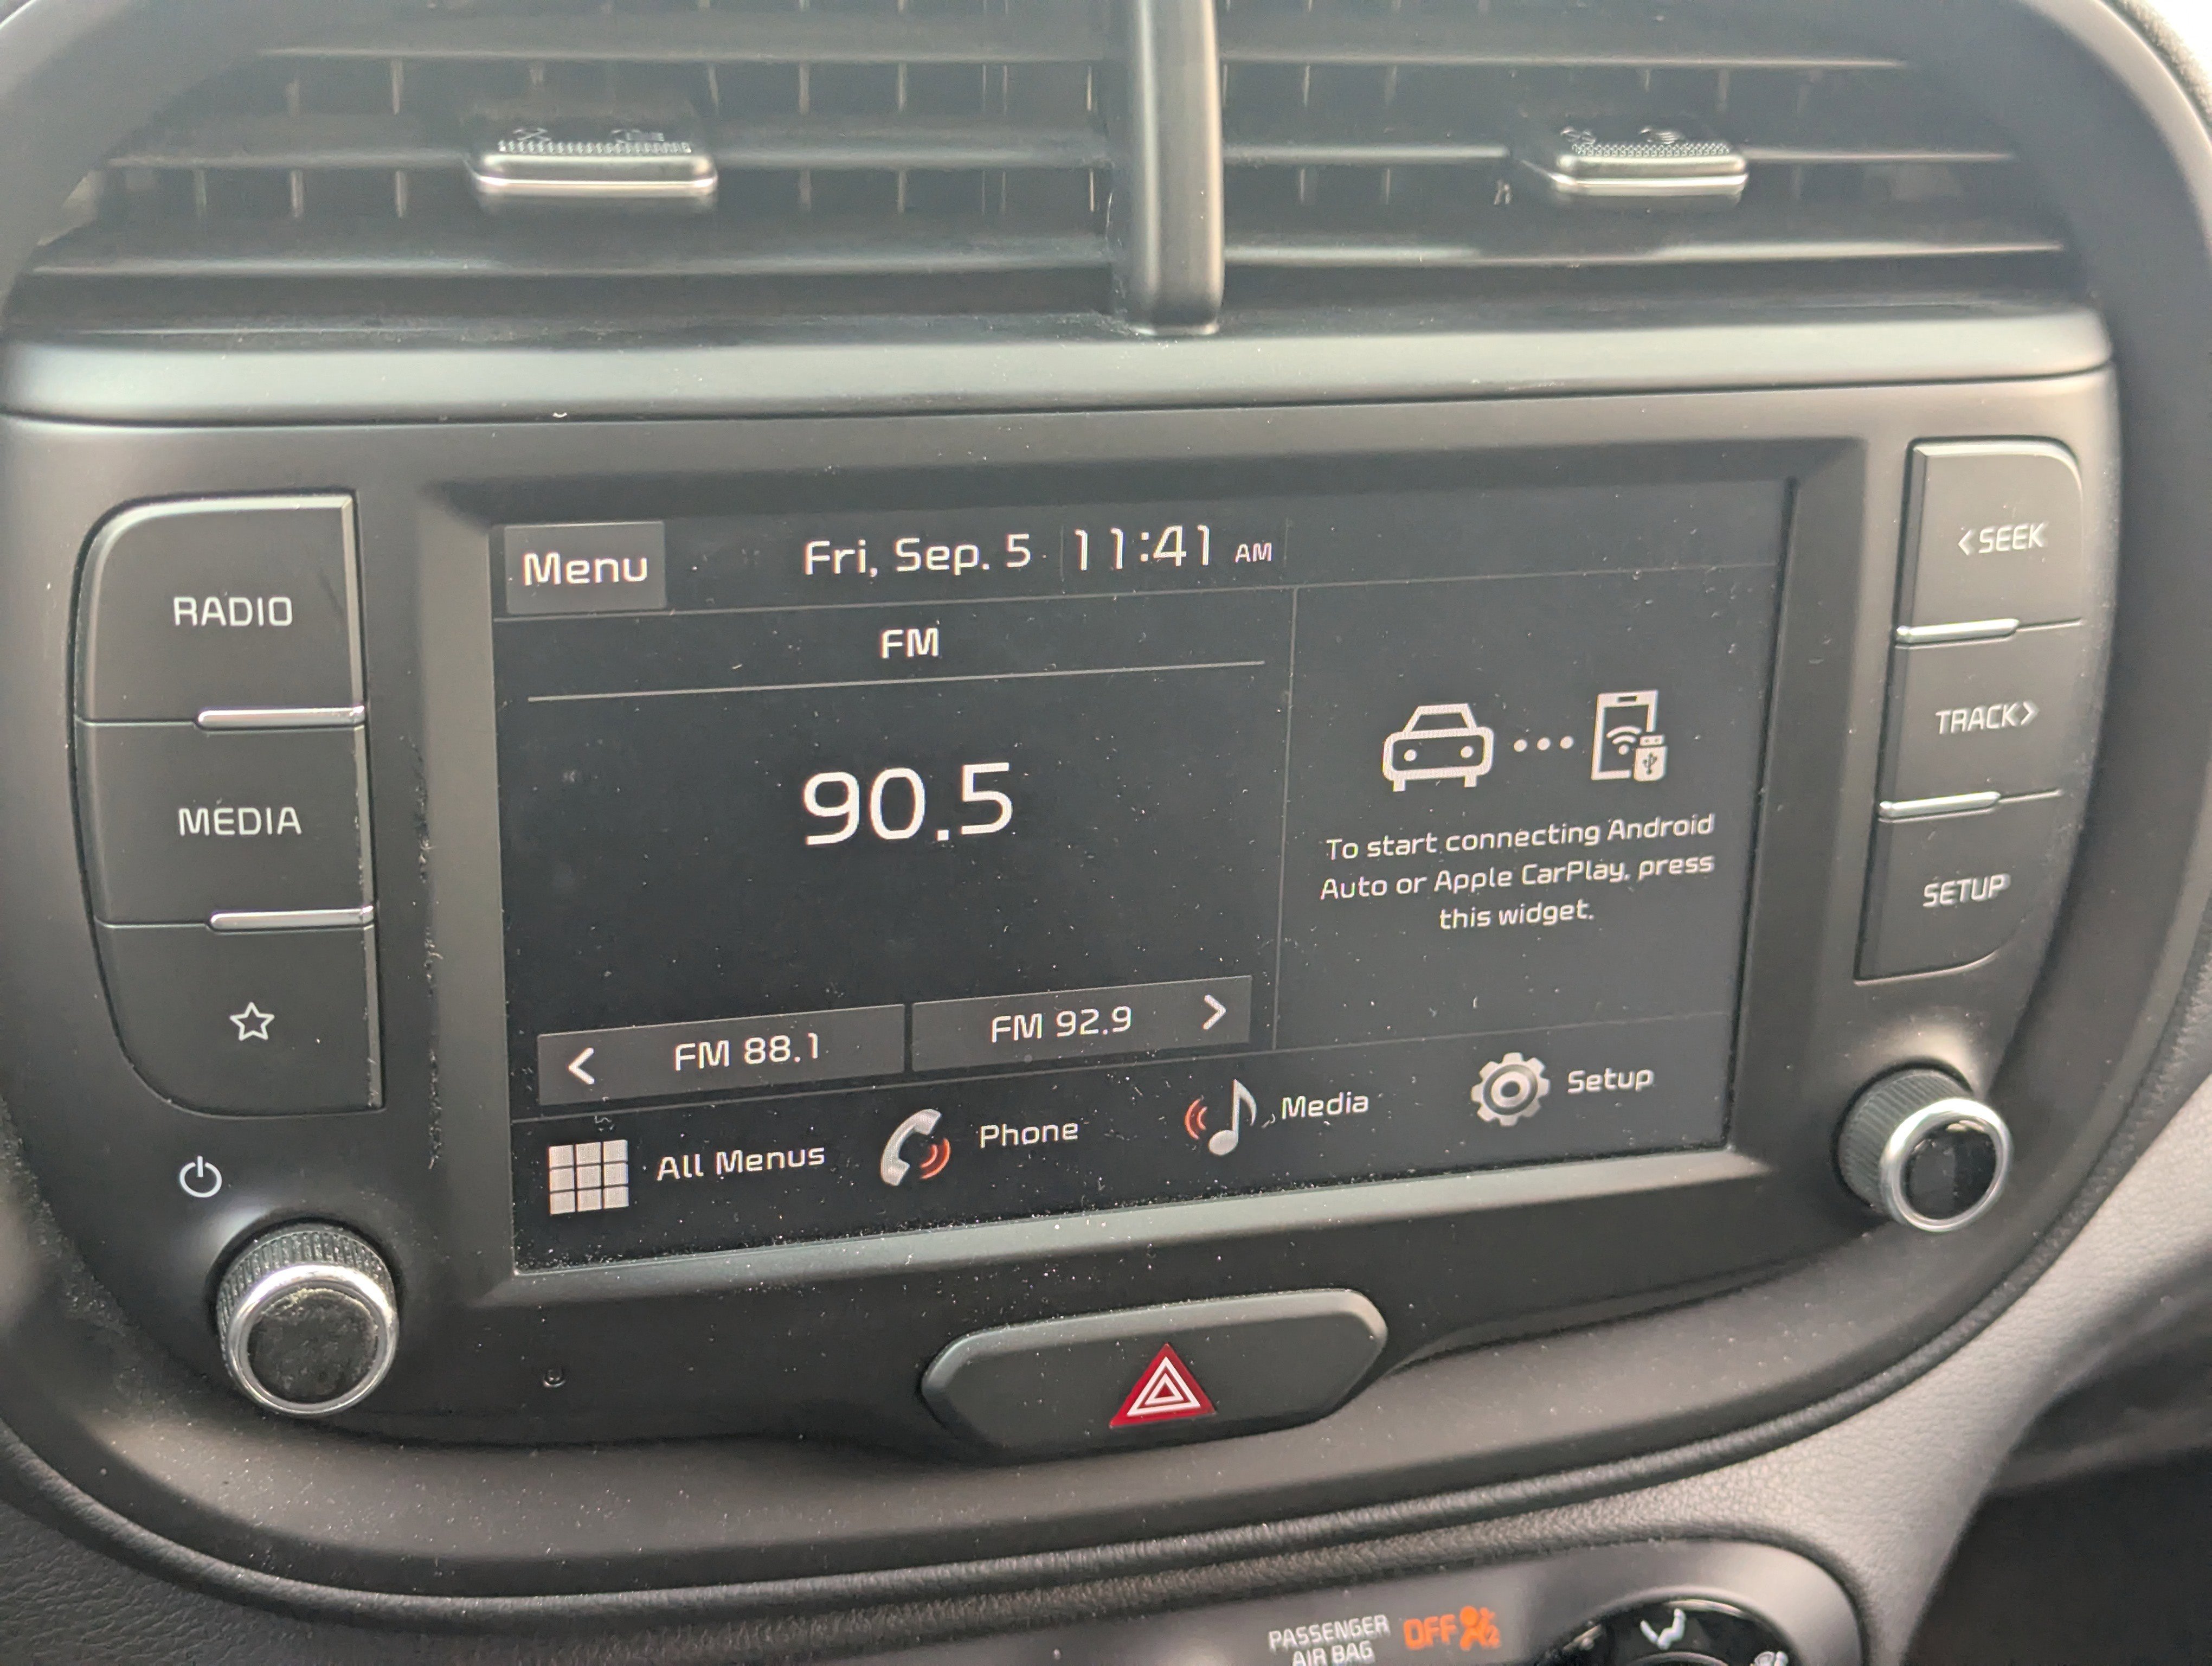 RADIO
MEDIA
Menu
Fri, Sep. 5 11:41 AM
FM
90.5
< FM 88.1
FM 92.9 >
To start connecting Android
Auto or Apple CarPlay, press
this widget.
All Menus
Phone
Media
Setup
< SEEK
TRACK >
SETUP
PASSENGER
AIR BAG
OFF